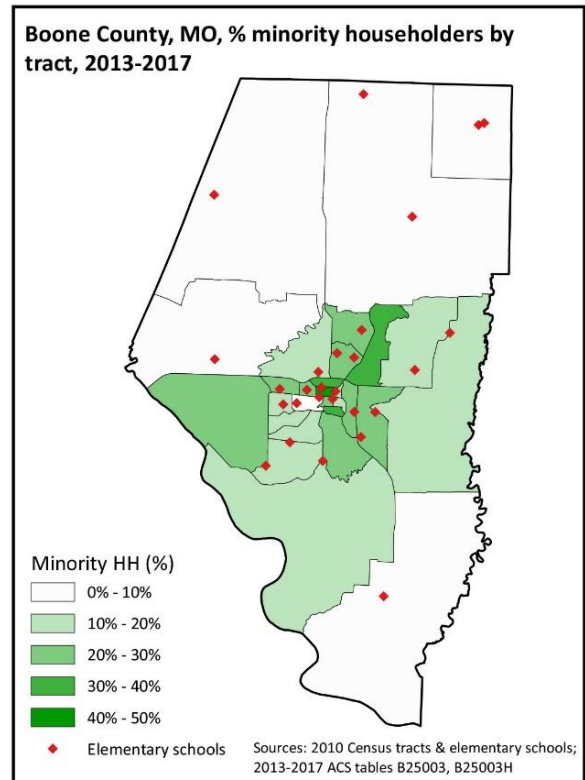 Boone County, MO, % minority householders by
tract, 2013-2017
Minority HH (%)
0% - 10%
10% - 20%
20% - 30%
30% - 40%
40% - 50%
Elementary schools
Sources: 2010 Census tracts & elementary schools;
2013-2017 ACS tables B25003, B25003H